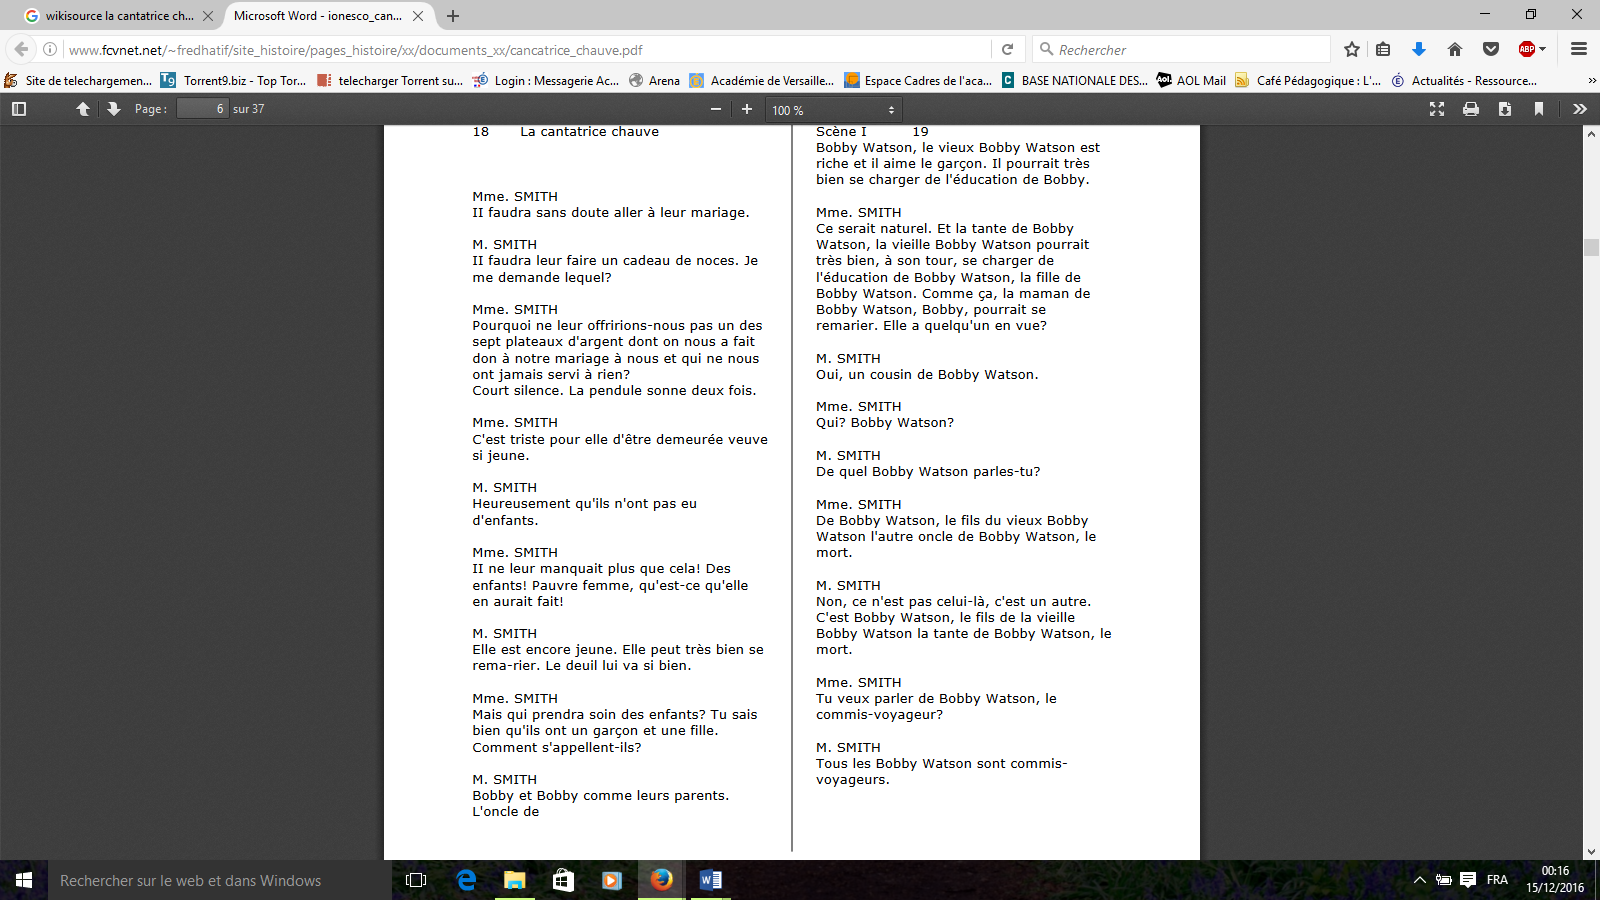 wikisource la cantatrice ch...
Microsoft Word - ionesco_can...
www.fcvnet.net/~fredhatif/site_histoire/pages_histoire/xx/documents_xx/cancatrice_chauve.pdf
Rechercher
ABP
Site de telechargemen...
Torrent9.biz - Top Tor...
telecharger Torrent su...
Login : Messagerie Ac...
Arena
Académie de Versaille...
Espace Cadres de l'aca...
BASE NATIONALE DES...
AOL Mail
Café Pédagogique : L'...
Actualités - Ressource...
Page : 6 sur 37
100 %
18 La cantatrice chauve
Mme. SMITH
II faudra sans doute aller à leur mariage.
M. SMITH
II faudra leur faire un cadeau de noces. Je
me demande lequel?
Mme. SMITH
Pourquoi ne leur offririons-nous pas un des
sept plateaux d'argent dont on nous a fait
don à notre mariage à nous et qui ne nous
ont jamais servi à rien?
Court silence. La pendule sonne deux fois.
Mme. SMITH
C'est triste pour elle d'être demeurée veuve
si jeune.
M. SMITH
Heureusement qu'ils n'ont pas eu
d'enfants.
Mme. SMITH
II ne leur manquait plus que cela! Des
enfants! Pauvre femme, qu'est-ce qu'elle
en aurait fait!
M. SMITH
Elle est encore jeune. Elle peut très bien se
rema-rier. Le deuil lui va si bien.
Mme. SMITH
Mais qui prendra soin des enfants? Tu sais
bien qu'ils ont un garçon et une fille.
Comment s'appellent-ils?
M. SMITH
Bobby et Bobby comme leurs parents.
L'oncle de
Scène I 19
Bobby Watson, le vieux Bobby Watson est
riche et il aime le garçon. Il pourrait très
bien se charger de l'éducation de Bobby.
Mme. SMITH
Ce serait naturel. Et la tante de Bobby
Watson, la vieille Bobby Watson pourrait
très bien, à son tour, se charger de
l'éducation de Bobby Watson, la fille de
Bobby Watson. Comme ça, la maman de
Bobby Watson, Bobby, pourrait se
remarier. Elle a quelqu'un en vue?
M. SMITH
Oui, un cousin de Bobby Watson.
Mme. SMITH
Qui? Bobby Watson?
M. SMITH
De quel Bobby Watson parles-tu?
Mme. SMITH
De Bobby Watson, le fils du vieux Bobby
Watson l'autre oncle de Bobby Watson, le
mort.
M. SMITH
Non, ce n'est pas celui-là, c'est un autre.
C'est Bobby Watson, le fils de la vieille
Bobby Watson la tante de Bobby Watson, le
mort.
Mme. SMITH
Tu veux parler de Bobby Watson, le
commis-voyageur?
M. SMITH
Tous les Bobby Watson sont commis-
voyageurs.
Rechercher sur le web et dans Windows
FRA
00:16
15/12/2016